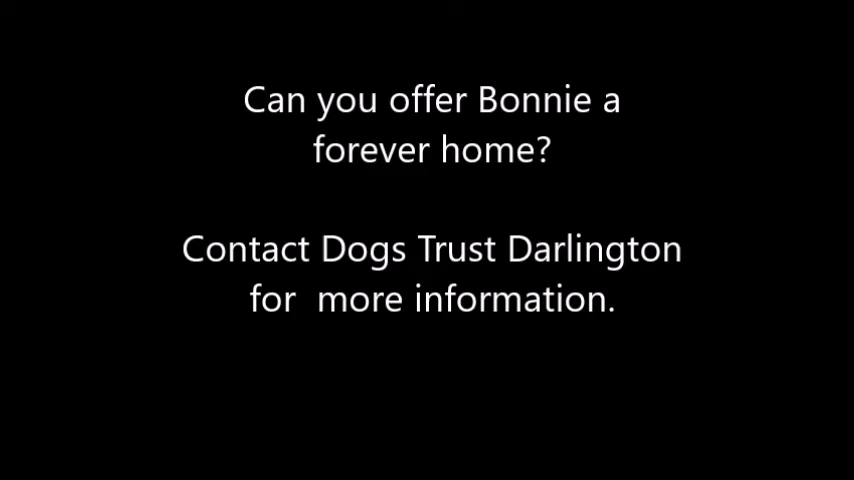 Can you offer Bonnie a
forever home?
Contact Dogs Trust Darlington
for  more information.